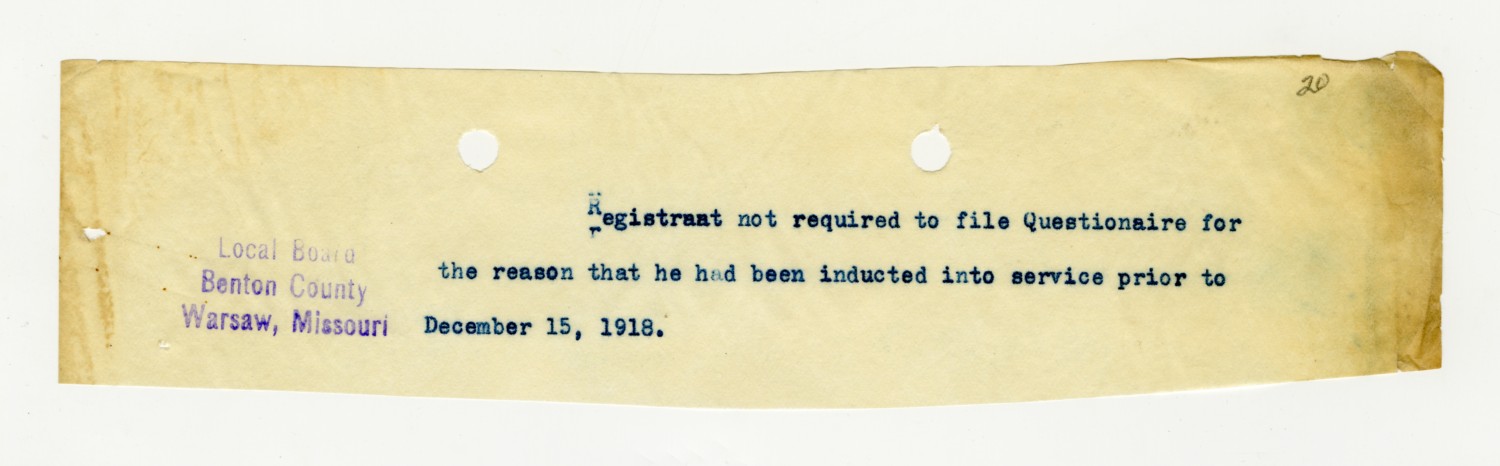 20
Registrant not required to file Questionaire for
the reason that he had been inducted into service prior to
December 15, 1918.
Local Board
Benton County
Warsaw, Missouri